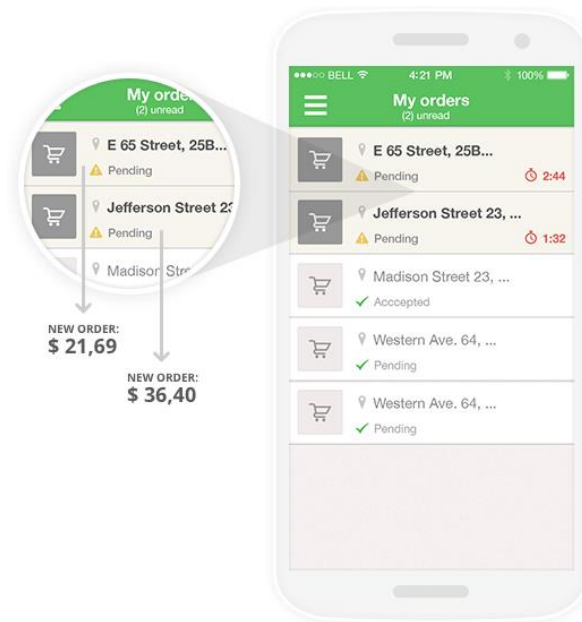 My orde
(2) unread
E 65 Street, 25B...
Pending
Jefferson Street 23
Pending
Madison Stre
NEW ORDER:
$ 21,69
NEW ORDER:
$ 36,40
BELL 4:21 PM 100%
My orders
(2) unread
E 65 Street, 25B...
Pending 2:44
Jefferson Street 23, ...
Pending 1:32
Madison Street 23, ...
Acccepted
Western Ave. 64, ...
Pending
Western Ave. 64, ...
Pending